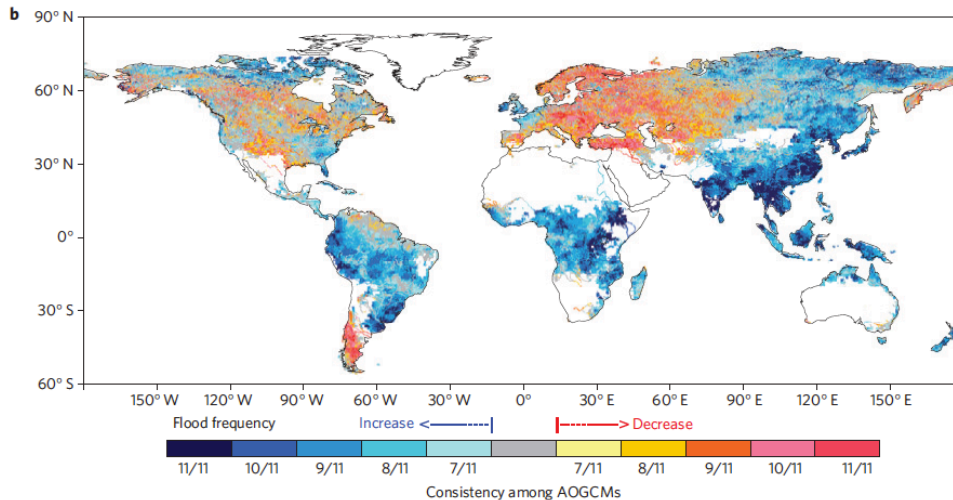 b
90° N
60° N
30° N
0°
30° S
60° S
150° W 120° W 90° W 60° W 30° W 0° 30° E 60° E 90° E 120° E 150° E
Flood frequency Increase Decrease
11/11 10/11 9/11 8/11 7/11 7/11 8/11 9/11 10/11 11/11
Consistency among AOGCMs